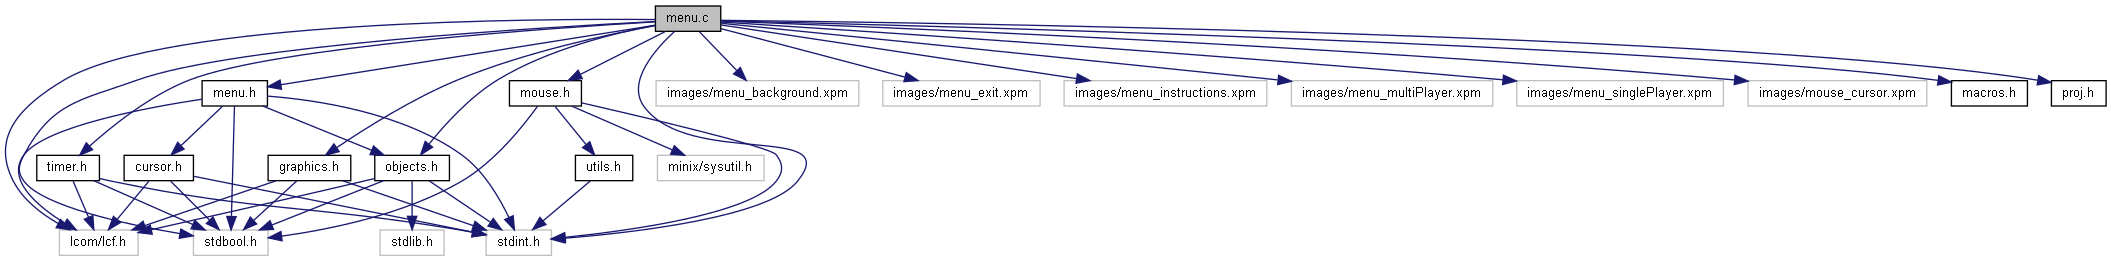 menu.c
menu.h
mouse.h
images/menu_background.xpm
images/menu_exit.xpm
images/menu_instructions.xpm
images/menu_multiPlayer.xpm
images/menu_singlePlayer.xpm
images/mouse_cursor.xpm
macros.h
proj.h
timer.h
cursor.h
graphics.h
objects.h
utils.h
minix/sysutil.h
lcom/lcf.h
stdbool.h
stdlib.h
stdint.h